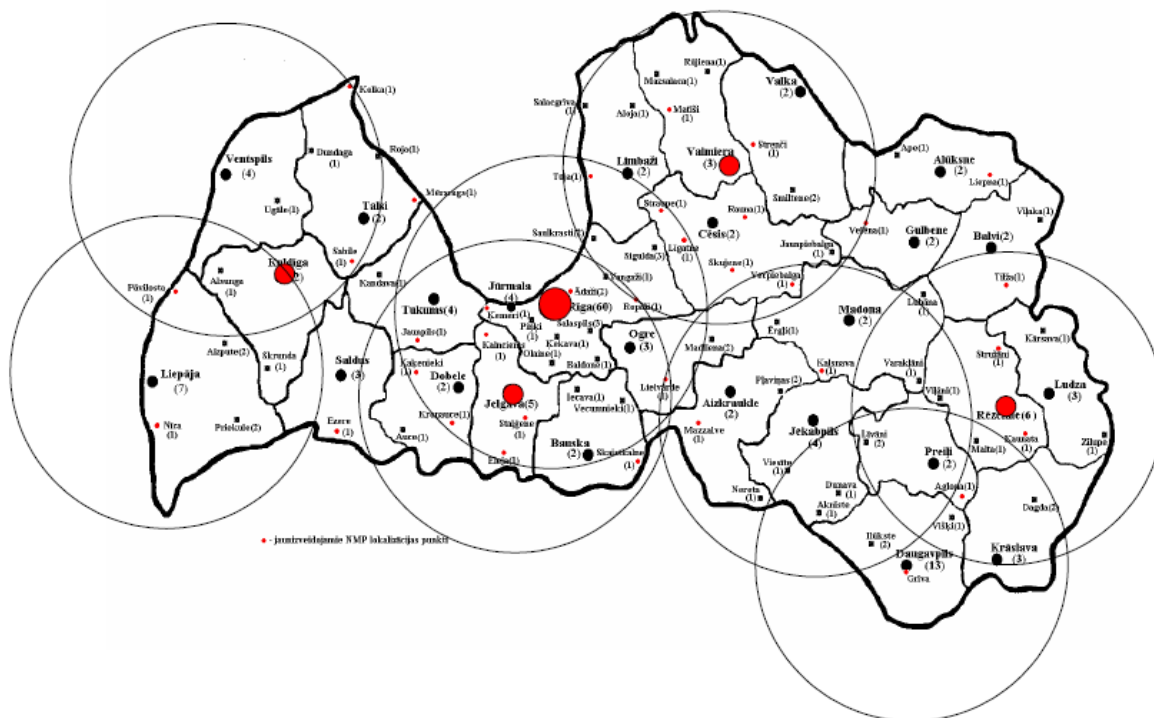 Kolka(1)
Rojo(1)
Dundaga
(1)
Ventspils
(4)
Ugāle(1)
Talsi
(2)
Mērsrags(1)
Sabile
(1)
Kandava(1)
Kuldīga
(2)
Alsunga
(1)
Pāvilosta
(1)
Aizpute(2)
Skrunda
(1)
Liepāja
(7)
Nīca
(1)
Priekule(2)
Saldus
(3)
Ezere
(1)
Tukums(4)
Jaunpils(1)
Jūrmala
(4)
Ķemeri(1)
Kalnciems
(1)
Dobele
(2)
Auce(1)
Jelgava(5)
Eleja(1)
Rīga(60)
Ādaži(2)
Piņķi
(1)
Salaspils(3)
Ķekava(1)
Olaine(1)
Baldone(1)
Iecava(1)
Vecumnieki(1)
Bauska
(2)
Skaistkalne
(1)
Ogre
(3)
Lielvārde
(1)
Madliena(2)
Salacgrīva
(1)
Aloja(1)
Mazsalaca
(1)
Rūjiena(1)
Matīši
(1)
Valka
(2)
Strenči
(1)
Valmiera
(3)
Limbaži
(2)
Tūja(1)
Straupe(1)
Smiltene(2)
Cēsis(2)
Rauna(1)
Līgatne
(1)
Sigulda(3)
Skujene(1)
Jaunpiebalga
(1)
Vecpiebalga
(1)
Ape(1)
Alūksne
(2)
Liepna(1)
Viļaka(1)
Velēna(1)
Gulbene
(2)
Balvi(2)
Tilža(1)
Lubāna
(1)
Madona
(2)
Ērgļi(1)
Kalsnava
(1)
Varakļāni
(1)
Viļāni(1)
Kārsava(1)
Stružāni
(1)
Ludza
(3)
Rēzekne(6)
Kaunata
(1)
Malta(1)
Zilupe
(1)
Pļaviņas(2)
Aizkraukle
(2)
Mazzalve
(1)
Jēkabpils
(4)
Viesīte
(1)
Nereta
(1)
Līvāni
(2)
Preiļi
(2)
Dunava
(1)
Aknīste
(1)
Aglona(1)
Višķi(1)
Dagda(2)
Ilūkste
(2)
Daugavpils
(13)
Grīva
Krāslava
(3)
- jaunizveidojamie NMP lokalizācijas punkti